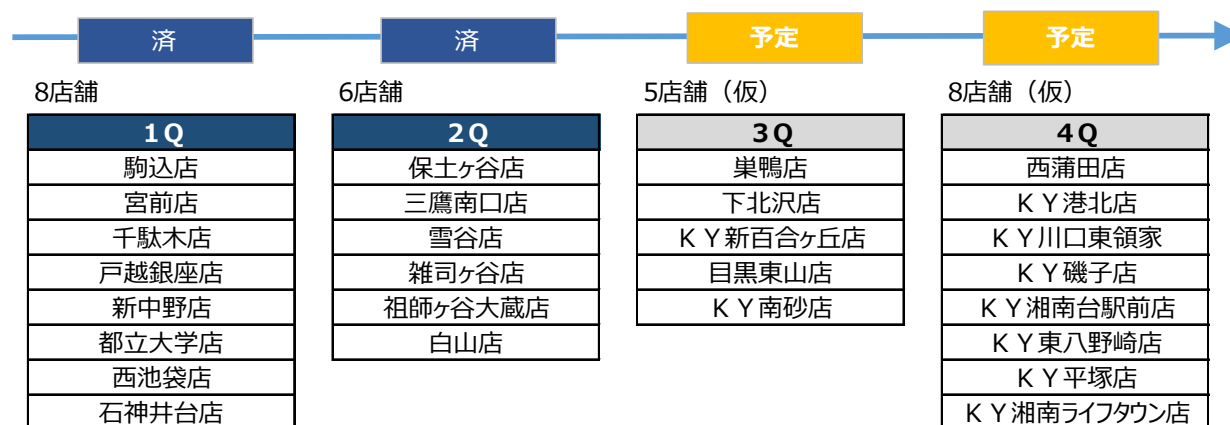 済
済
予定
予定
8店舗
6店舗
5店舗（仮）
8店舗（仮）
１Q
駒込店
宮前店
千駄木店
戸越銀座店
新中野店
都立大学店
西池袋店
石神井台店
２Q
保土ヶ谷店
三鷹南口店
雪谷店
雑司ヶ谷店
祖師ヶ谷大蔵店
白山店
３Q
巣鴨店
下北沢店
ＫＹ新百合ヶ丘店
目黒東山店
ＫＹ南砂店
４Q
西蒲田店
ＫＹ港北店
ＫＹ川口東領家
ＫＹ磯子店
ＫＹ湘南台駅前店
ＫＹ東八野崎店
ＫＹ平塚店
ＫＹ湘南ライフタウン店